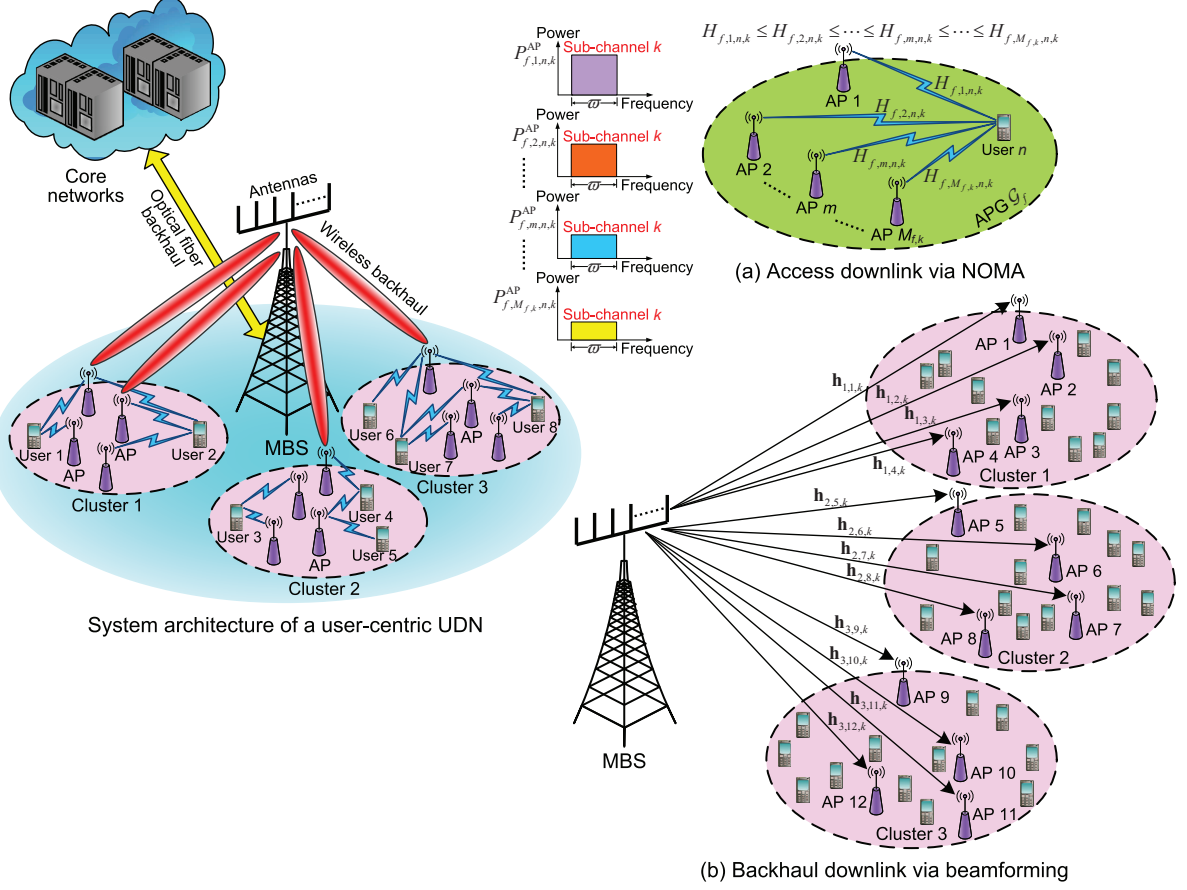 Core
networks
Optical fiber
backhaul
Antennas
Wireless backhaul
MBS
User 1
AP
AP
User 2
Cluster 1
User 3
AP
User 4
User 5
Cluster 2
User 6
User 7
AP
AP
User 8
Cluster 3
System architecture of a user-centric UDN
Power
P^{AP}_{f,1,n,k}
Sub-channel k
ϖ
Frequency
Power
P^{AP}_{f,2,n,k}
Sub-channel k
ϖ
Frequency
Power
P^{AP}_{f,m,n,k}
Sub-channel k
ϖ
Frequency
Power
P^{AP}_{f,M_{f,k},n,k}
Sub-channel k
ϖ
Frequency
H_{f,1,n,k} ≤ H_{f,2,n,k} ≤ ⋯ ≤ H_{f,m,n,k} ≤ ⋯ ≤ H_{f,M_{f,k},n,k}
AP 1
H_{f,1,n,k}
AP 2
H_{f,2,n,k}
User n
AP m
H_{f,m,n,k}
AP M_{f,k}
H_{f,M_{f,k},n,k}
APG 𝒢_f
(a) Access downlink via NOMA
h_{1,1,k}
h_{1,2,k}
h_{1,3,k}
h_{1,4,k}
AP 1
AP 2
AP 3
AP 4
Cluster 1
h_{2,5,k}
h_{2,6,k}
h_{2,7,k}
h_{2,8,k}
AP 5
AP 6
AP 7
AP 8
Cluster 2
h_{3,9,k}
h_{3,10,k}
h_{3,11,k}
h_{3,12,k}
AP 9
AP 10
AP 11
AP 12
Cluster 3
MBS
(b) Backhaul downlink via beamforming